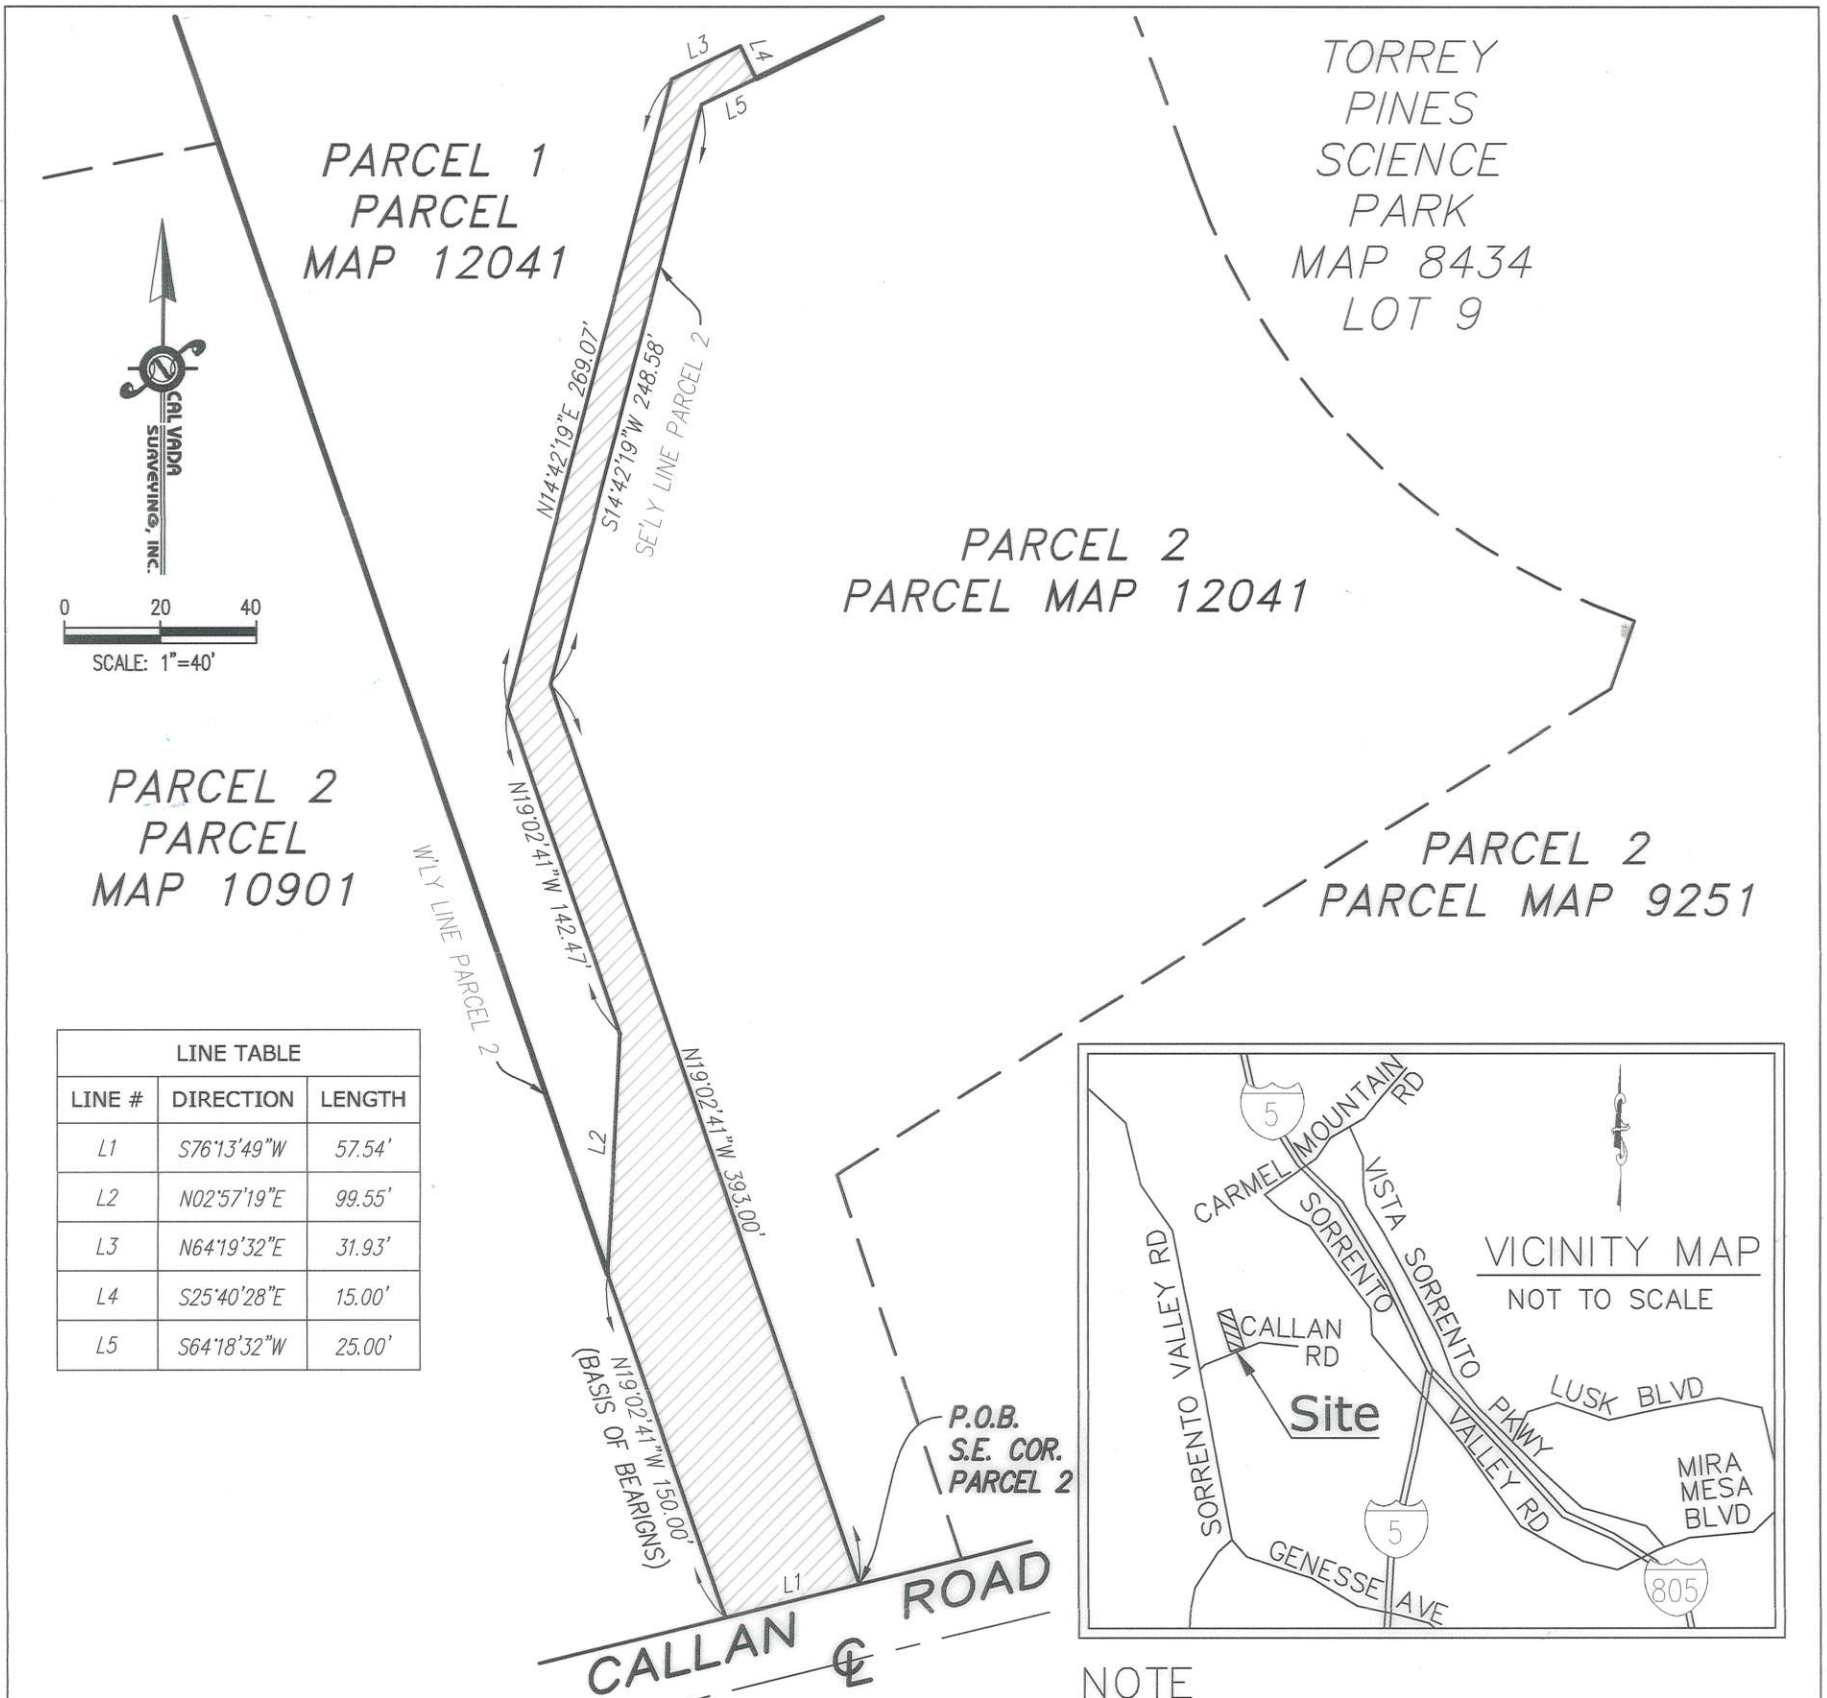 L3
L4
L5
TORREY
PINES
SCIENCE
PARK
MAP 8434
LOT 9
PARCEL 1
PARCEL
MAP 12041
CALVADA
SURVEYING, INC.
0 20 40
SCALE: 1"=40'
N14°42'19"E 269.07'
S14°42'19"W 248.58'
SE'LY LINE PARCEL 2
PARCEL 2
PARCEL MAP 12041
PARCEL 2
PARCEL
MAP 10901
W'LY LINE PARCEL 2
N19°02'41"W 142.47'
PARCEL 2
PARCEL MAP 9251
LINE TABLE
LINE # DIRECTION LENGTH
L1 S76°13'49"W 57.54'
L2 N02°57'19"E 99.55'
L3 N64°19'32"E 31.93'
L4 S25°40'28"E 15.00'
L5 S64°18'32"W 25.00'
L2
N19°02'41"W 393.00'
N19°02'41"W 150.00'
(BASIS OF BEARIGNS)
P.O.B.
S.E. COR.
PARCEL 2
L1
CALLAN ROAD
CL
5
CARMEL MOUNTAIN
RD
VISTA SORRENTO PKWY
SORRENTO VALLEY RD
SORRENTO VALLEY RD
VICINITY MAP
NOT TO SCALE
CALLAN
RD
Site
LUSK BLVD
MIRA
MESA
BLVD
5
805
GENESSE AVE
NOTE